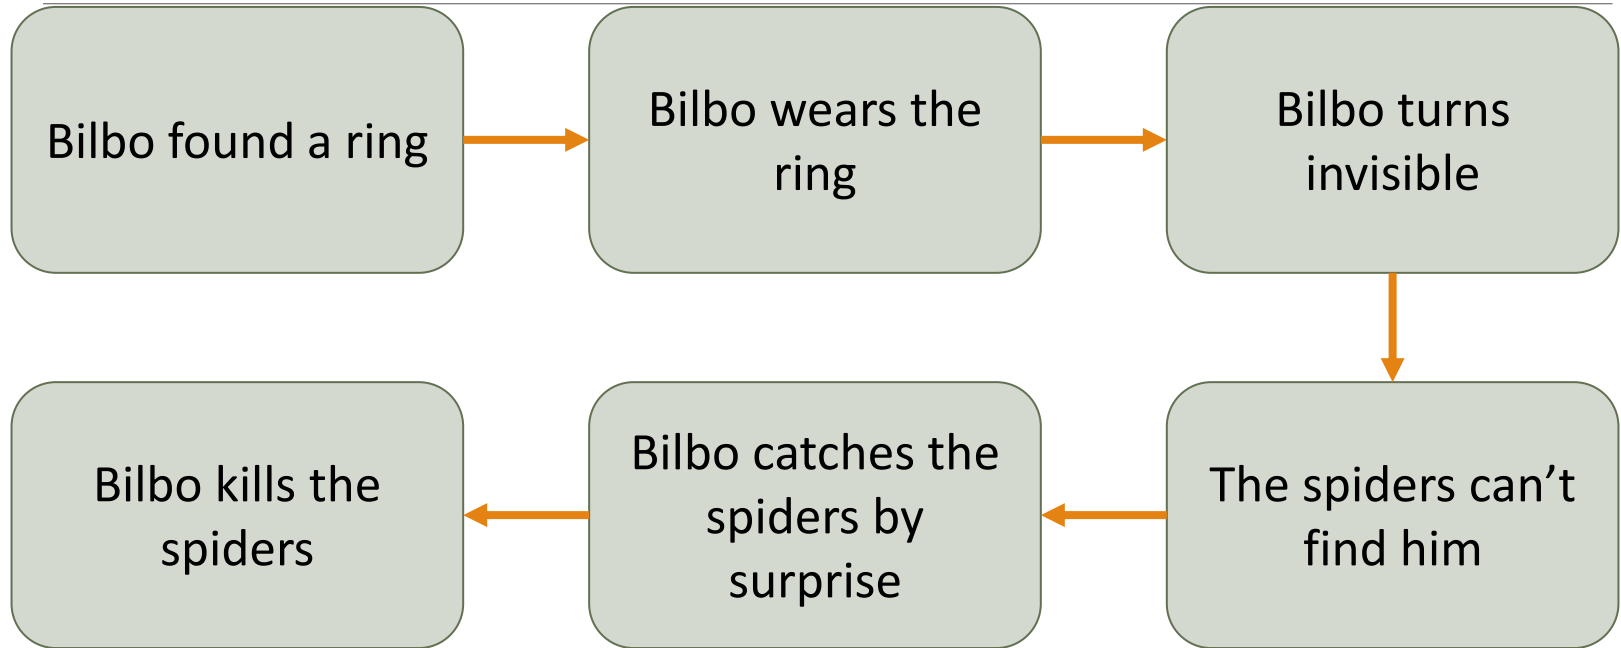 Bilbo found a ring
Bilbo wears the
ring
Bilbo turns
invisible
The spiders can’t
find him
Bilbo catches the
spiders by
surprise
Bilbo kills the
spiders